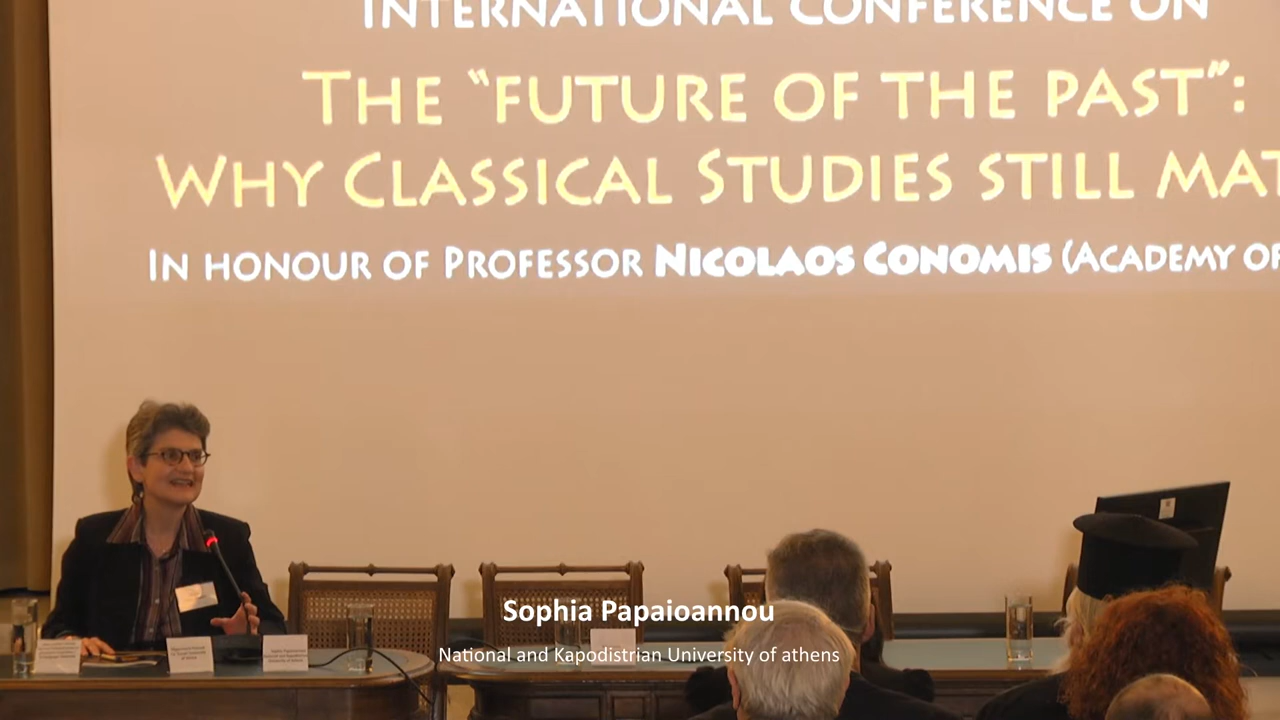 INTERNATIONAL CONFERENCE ON
THE “FUTURE OF THE PAST”:
WHY CLASSICAL STUDIES STILL MAT
IN HONOUR OF PROFESSOR NICOLAOS CONOMIS (ACADEMY OF
Sophia Papaioannou
National and Kapodistrian University of athens